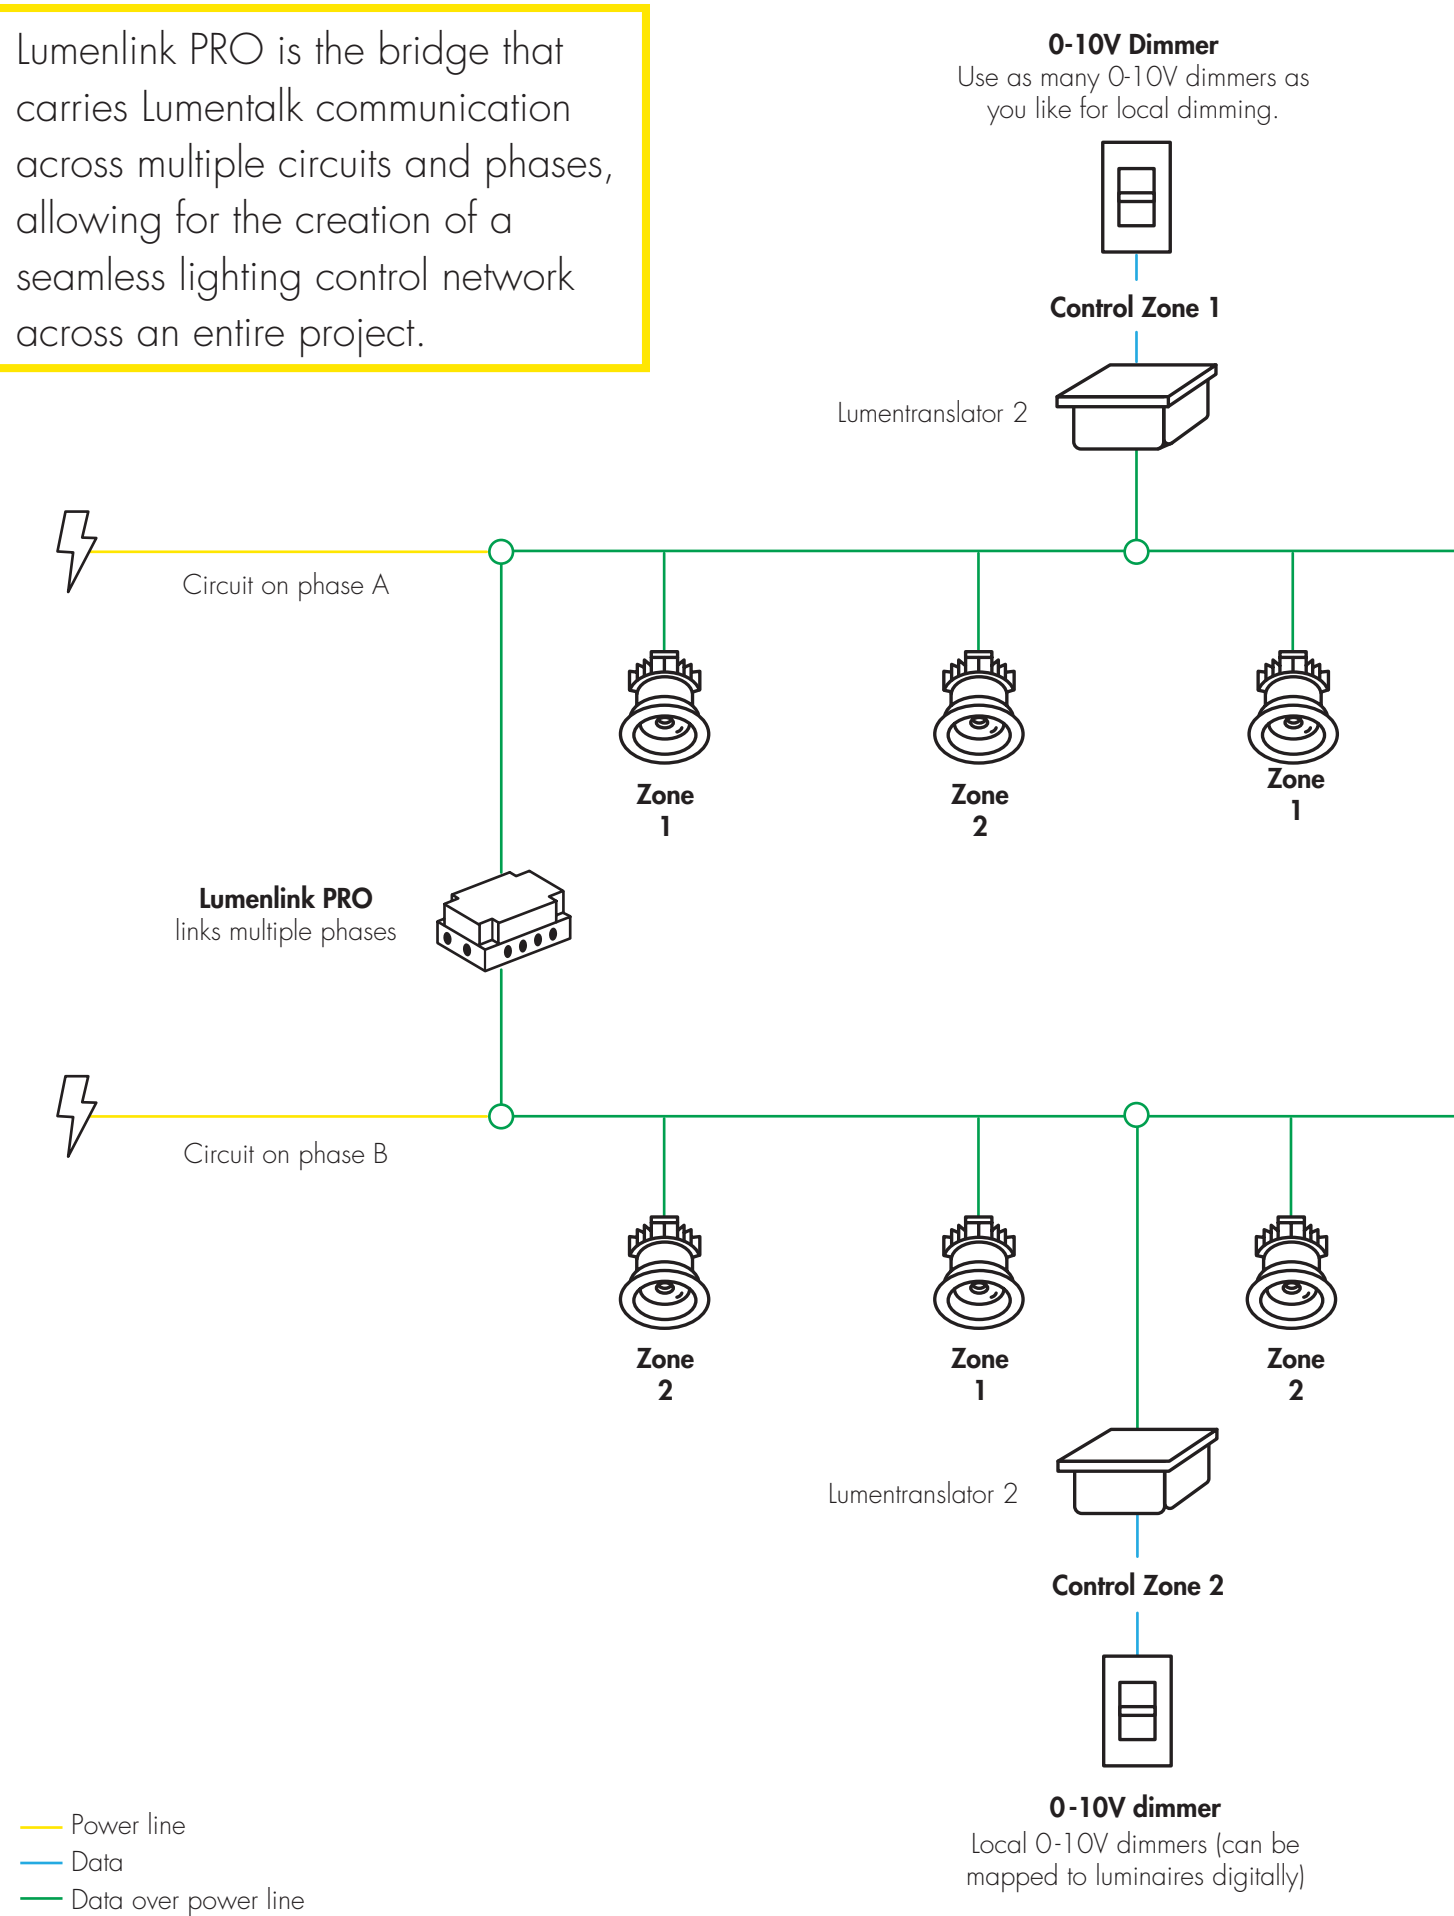 Lumenlink PRO is the bridge that
carries Lumentalk communication
across multiple circuits and phases,
allowing for the creation of a
seamless lighting control network
across an entire project.
0-10V Dimmer
Use as many 0-10V dimmers as
you like for local dimming.
Control Zone 1
Lumentranslator 2
Circuit on phase A
Zone
1
Zone
2
Zone
1
Lumenlink PRO
links multiple phases
Circuit on phase B
Zone
2
Zone
1
Zone
2
Lumentranslator 2
Control Zone 2
0-10V dimmer
Local 0-10V dimmers (can be
mapped to luminaires digitally)
Power line
Data
Data over power line